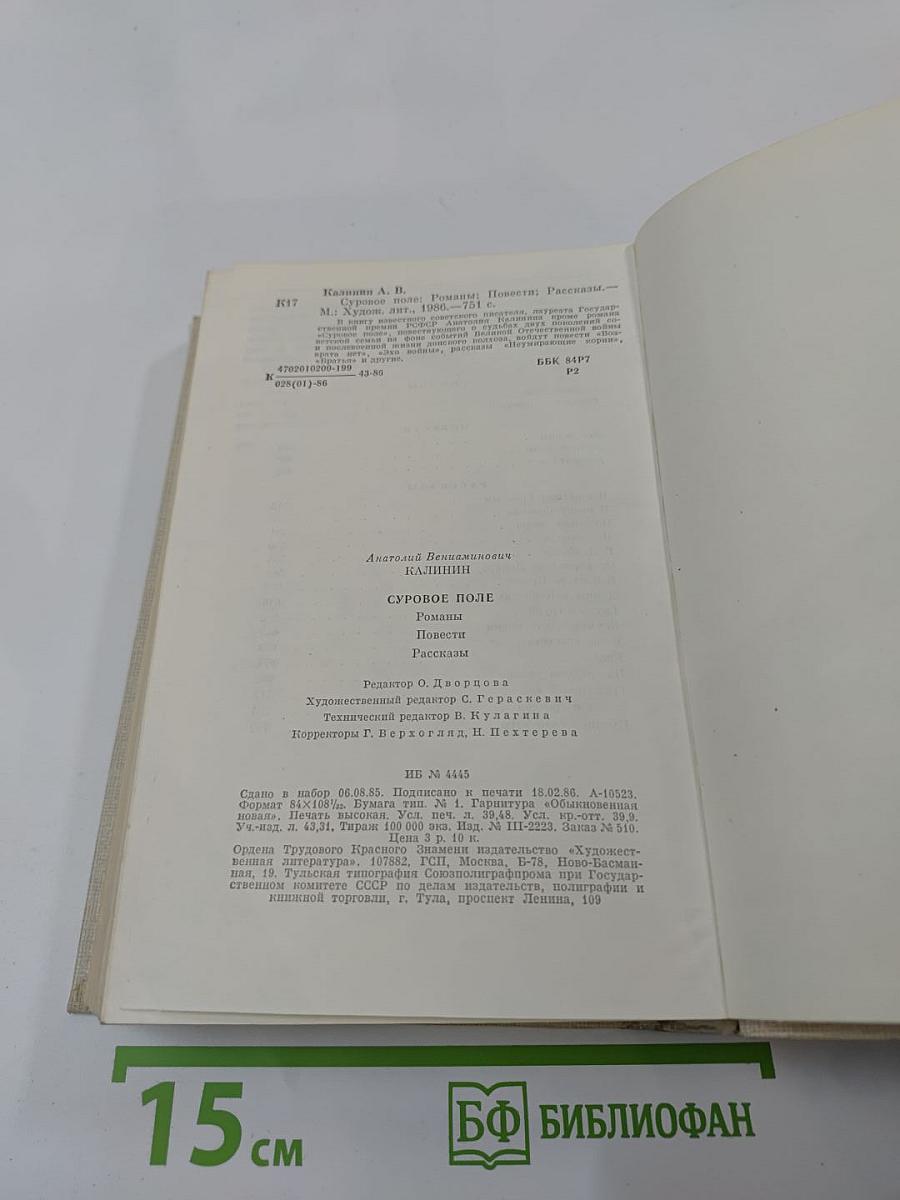 Калинин А. В.
К17 Суровое поле: Романы; Повести; Рассказы.—
М.: Худож. лит., 1986.—751 с.
В книгу известного советского писателя, лауреата Государ-
ственной премии РСФСР Анатолия Калинина кроме романа
«Суровое поле», повествующего о судьбах двух поколений со-
ветской семьи на фоне событий Великой Отечественной войны
и послевоенной жизни донского колхоза, войдут повести «Воз-
врата нет», «Эхо войны», рассказы «Неумирающие корни»,
«Братья» и другие.
К 4702010200-199 43-86
028(01)-86
ББК 84Р7
Р2
Анатолий Вениаминович
КАЛИНИН
СУРОВОЕ ПОЛЕ
Романы
Повести
Рассказы
Редактор О. Дворцова
Художественный редактор С. Гераскевич
Технический редактор В. Кулагина
Корректоры Г. Верхогляд, Н. Пехтерева
ИБ № 4445
Сдано в набор 06.08.85. Подписано к печати 18.02.86. А-10523.
Формат 84×108¹/₃₂. Бумага тип. № 1. Гарнитура «Обыкновенная
новая». Печать высокая. Усл. печ. л. 39,48. Усл. кр.-отт. 39,9.
Уч.-изд. л. 43,31. Тираж 100 000 экз. Изд. № III-2223. Заказ № 510.
Цена 3 р. 10 к.
Ордена Трудового Красного Знамени издательство «Художест-
венная литература». 107882, ГСП, Москва, Б-78, Ново-Басман-
ная, 19. Тульская типография Союзполиграфпрома при Государ-
ственном комитете СССР по делам издательств, полиграфии и
книжной торговли, г. Тула, проспект Ленина, 109
15 см
БФ БИБЛИОФАН